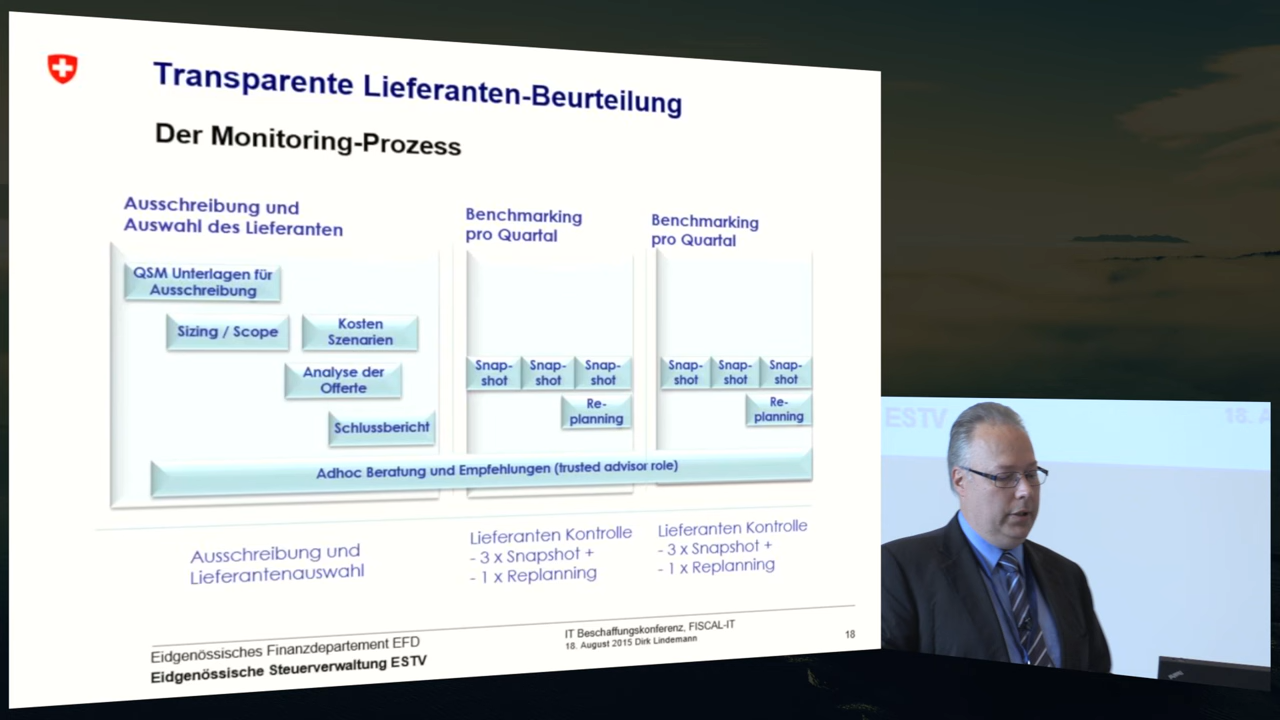 Transparente Lieferanten-Beurteilung
Der Monitoring-Prozess
Ausschreibung und
Auswahl des Lieferanten
Benchmarking
pro Quartal
Benchmarking
pro Quartal
QSM Unterlagen für
Ausschreibung
Sizing / Scope
Kosten
Szenarien
Analyse der
Offerte
Schlussbericht
Snap-
shot
Snap-
shot
Snap-
shot
Re-
planning
Snap-
shot
Snap-
shot
Snap-
shot
Re-
planning
Adhoc Beratung und Empfehlungen (trusted advisor role)
Ausschreibung und
Lieferantenauswahl
Lieferanten Kontrolle
- 3 x Snapshot +
- 1 x Replanning
Lieferanten Kontrolle
- 3 x Snapshot +
- 1 x Replanning
Eidgenössisches Finanzdepartement EFD
Eidgenössische Steuerverwaltung ESTV
IT Beschaffungskonferenz, FISCAL-IT
18. August 2015 Dirk Lindemann
18
ESTV
18. A